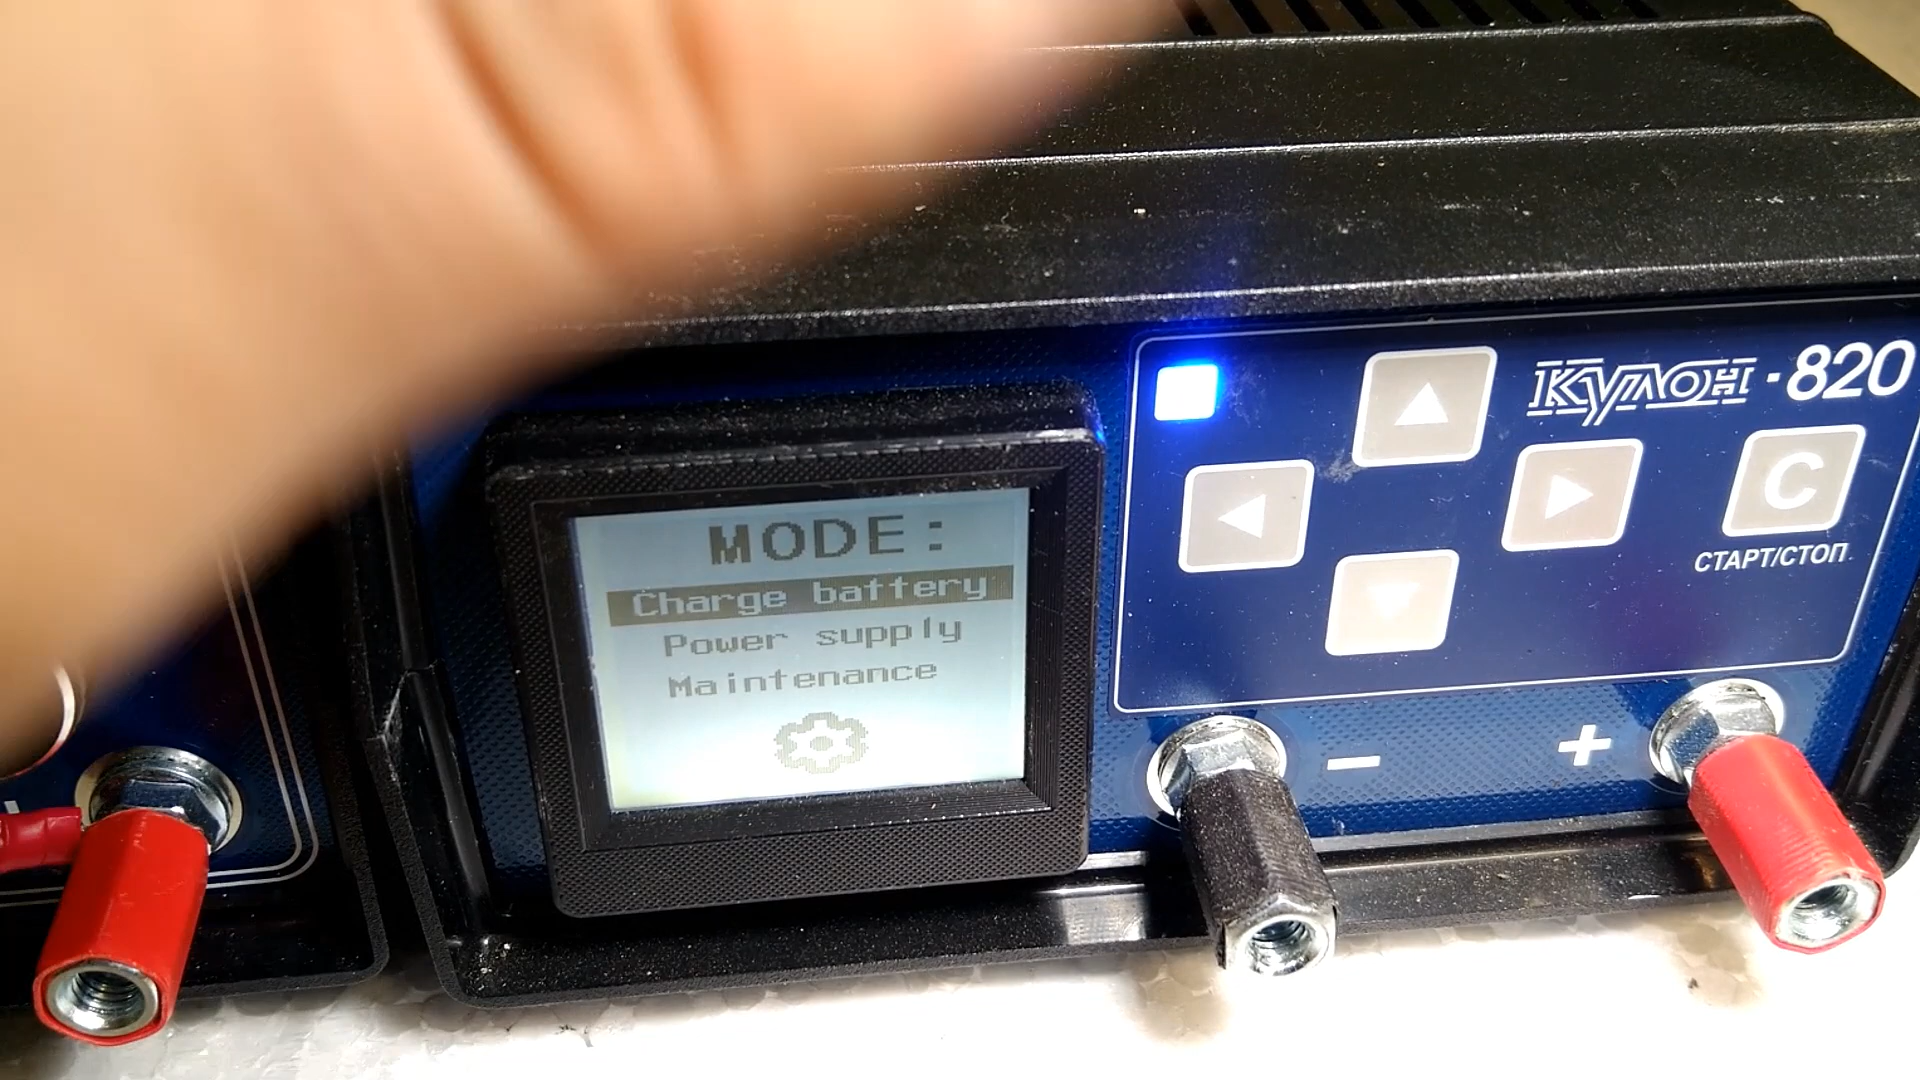 MODE:
Charge battery
Power supply
Maintenance
КУЛОН-820
С
СТАРТ/СТОП
−
+